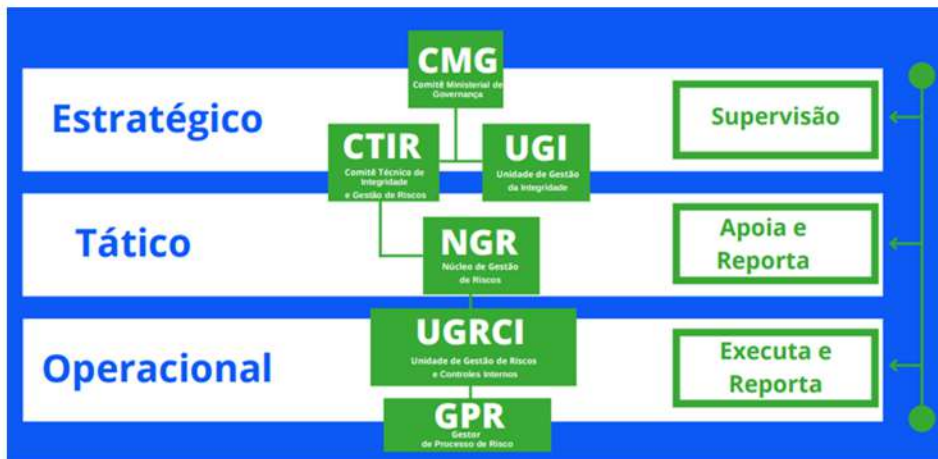 CMG
Comitê Ministerial de
Governança
Estratégico
Supervisão
CTIR
Comitê Técnico de
Integridade
e Gestão de Riscos
UGI
Unidade de Gestão
da Integridade
Tático
NGR
Núcleo de Gestão
de Riscos
Apoia e
Reporta
Operacional
UGRCI
Unidade de Gestão de Riscos
e Controles Internos
Executa e
Reporta
GPR
Gestor
de Processo de Risco